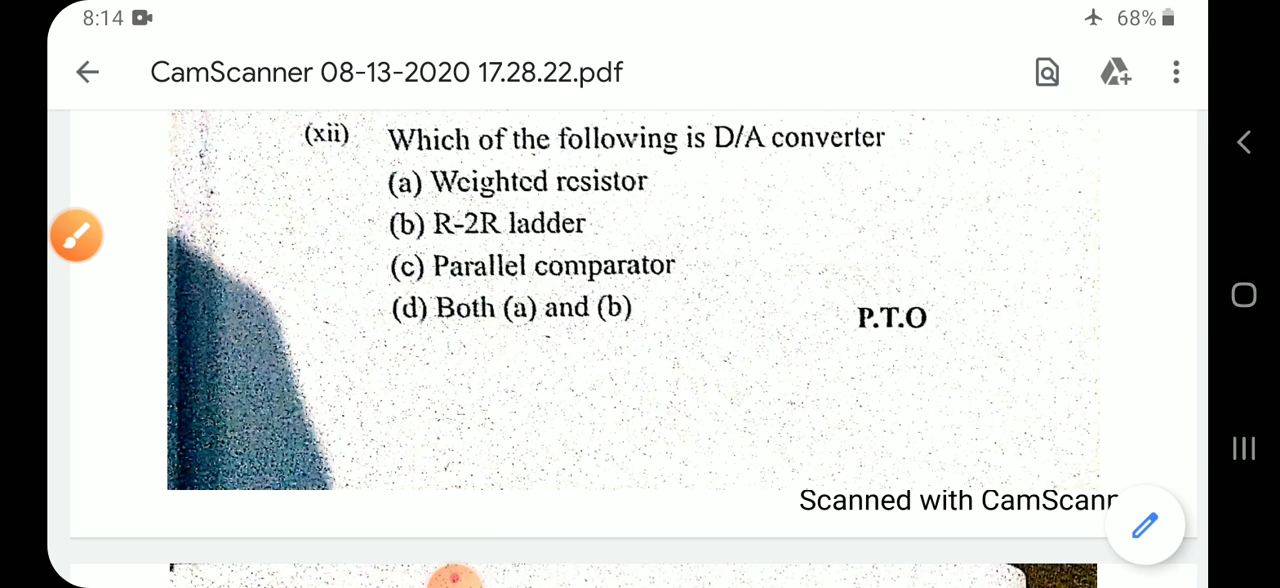 8:14
68%
CamScanner 08-13-2020 17.28.22.pdf
(xii) Which of the following is D/A converter
(a) Weighted resistor
(b) R-2R ladder
(c) Parallel comparator
(d) Both (a) and (b)
P.T.O
Scanned with CamScann